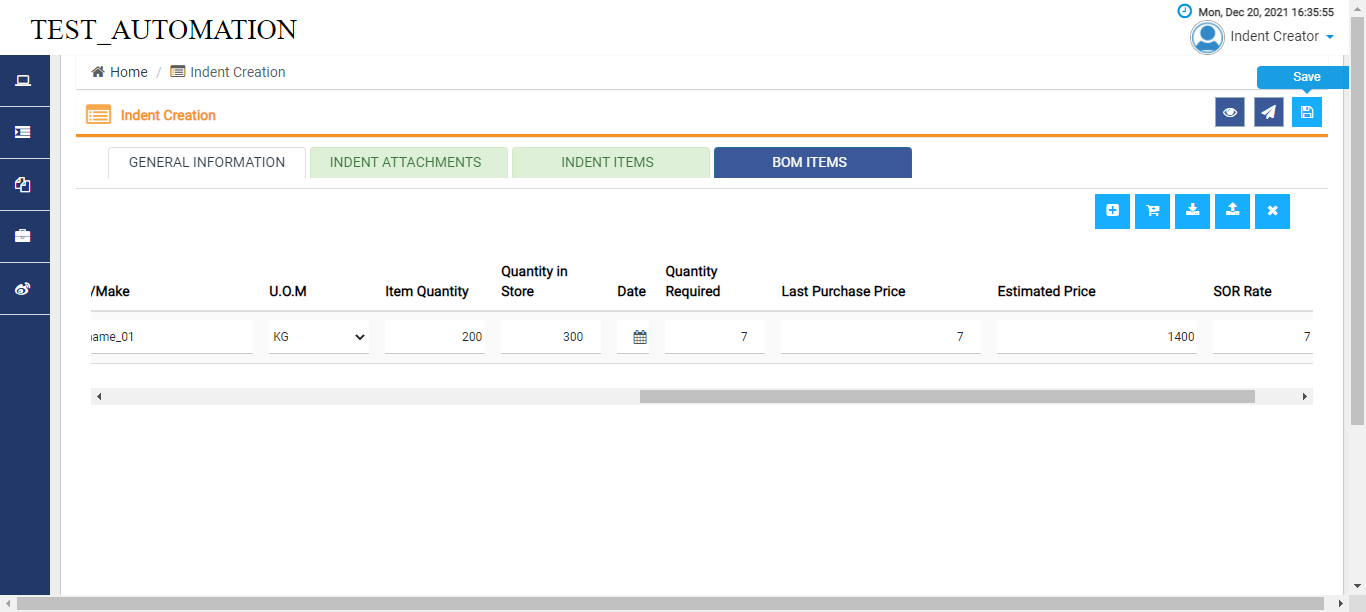 TEST_AUTOMATION
Mon, Dec 20, 2021 16:35:55
Indent Creator
Home / Indent Creation
Save
Indent Creation
GENERAL INFORMATION
INDENT ATTACHMENTS
INDENT ITEMS
BOM ITEMS
/Make
U.O.M
Item Quantity
Quantity in
Store
Date
Quantity
Required
Last Purchase Price
Estimated Price
SOR Rate
name_01
KG
200
300
7
7
1400
7